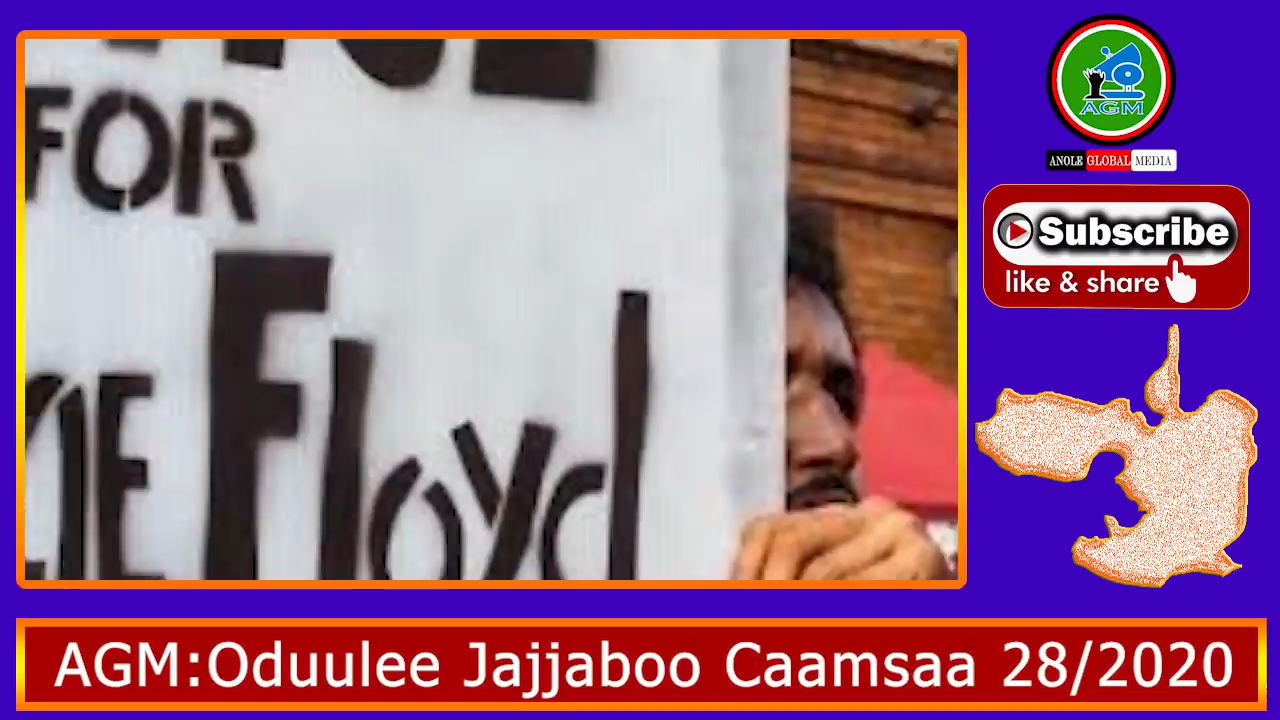 FOR
Floyd
AGM
ANOLE GLOBAL MEDIA
Subscribe
like & share
AGM:Oduulee Jajjaboo Caamsaa 28/2020